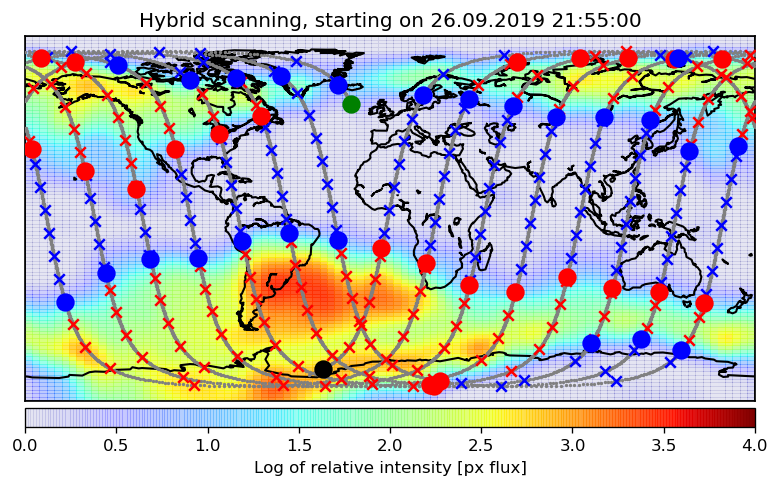 Hybrid scanning, starting on 26.09.2019 21:55:00
0.0 0.5 1.0 1.5 2.0 2.5 3.0 3.5 4.0
Log of relative intensity [px flux]